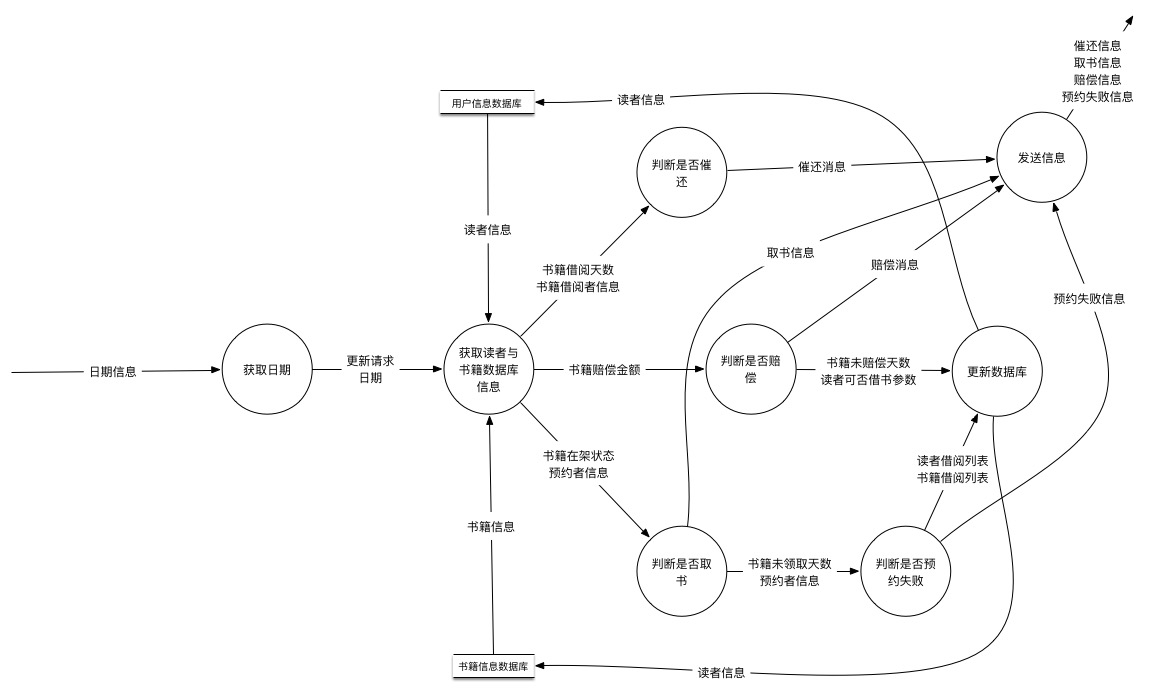 催还信息
取书信息
赔偿信息
预约失败信息
用户信息数据库
读者信息
判断是否催
还
催还消息
发送信息
读者信息
取书信息
赔偿消息
书籍借阅天数
书籍借阅者信息
预约失败信息
日期信息
获取日期
更新请求
日期
获取读者与
书籍数据库
信息
书籍赔偿金额
判断是否赔
偿
书籍未赔偿天数
读者可否借书参数
更新数据库
书籍在架状态
预约者信息
读者借阅列表
书籍借阅列表
书籍信息
判断是否取
书
书籍未领取天数
预约者信息
判断是否预
约失败
书籍信息数据库
读者信息